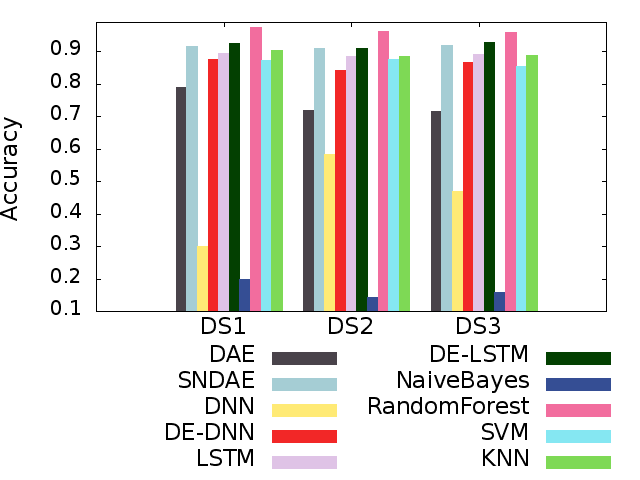 Accuracy
0.9
0.8
0.7
0.6
0.5
0.4
0.3
0.2
0.1
DS1 DS2 DS3
DAE DE-LSTM
SNDAE NaiveBayes
DNN RandomForest
DE-DNN SVM
LSTM KNN